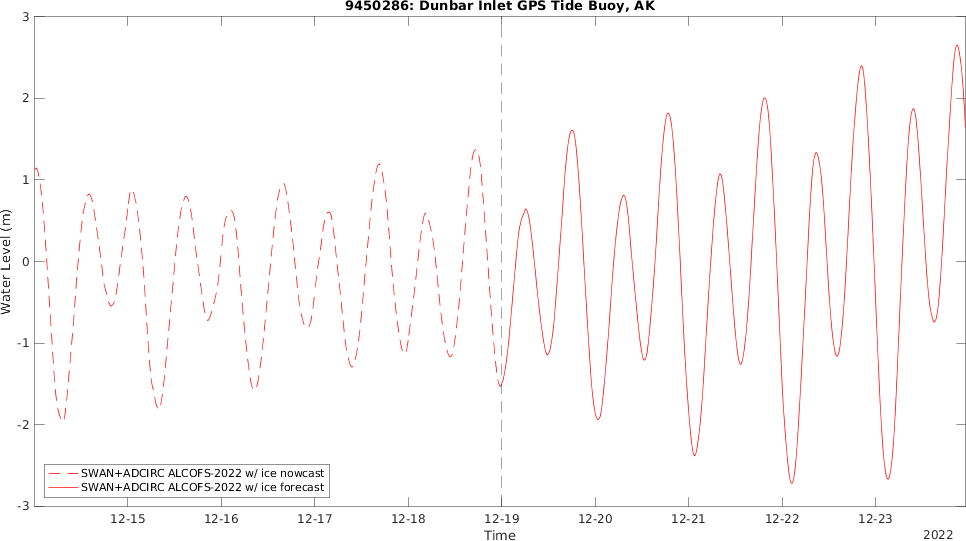 9450286: Dunbar Inlet GPS Tide Buoy, AK
3
2
1
0
-1
-2
-3
Water Level (m)
SWAN+ADCIRC ALCOFS-2022 w/ ice nowcast
SWAN+ADCIRC ALCOFS-2022 w/ ice forecast
12-15 12-16 12-17 12-18 12-19 12-20 12-21 12-22 12-23
Time
2022